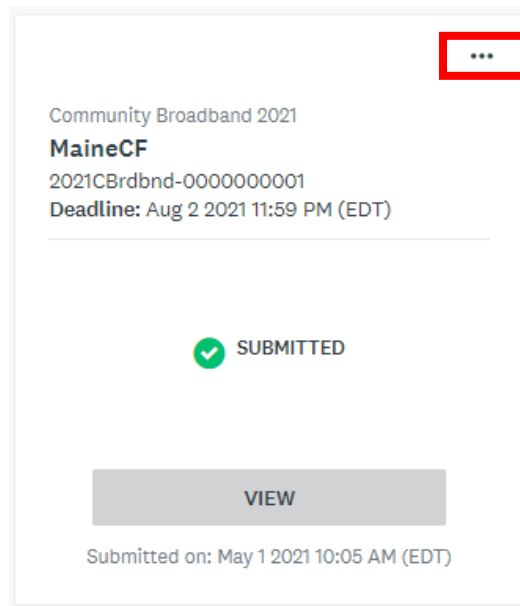 •••
Community Broadband 2021
MaineCF
2021CBrdbnd-0000000001
Deadline: Aug 2 2021 11:59 PM (EDT)
SUBMITTED
VIEW
Submitted on: May 1 2021 10:05 AM (EDT)